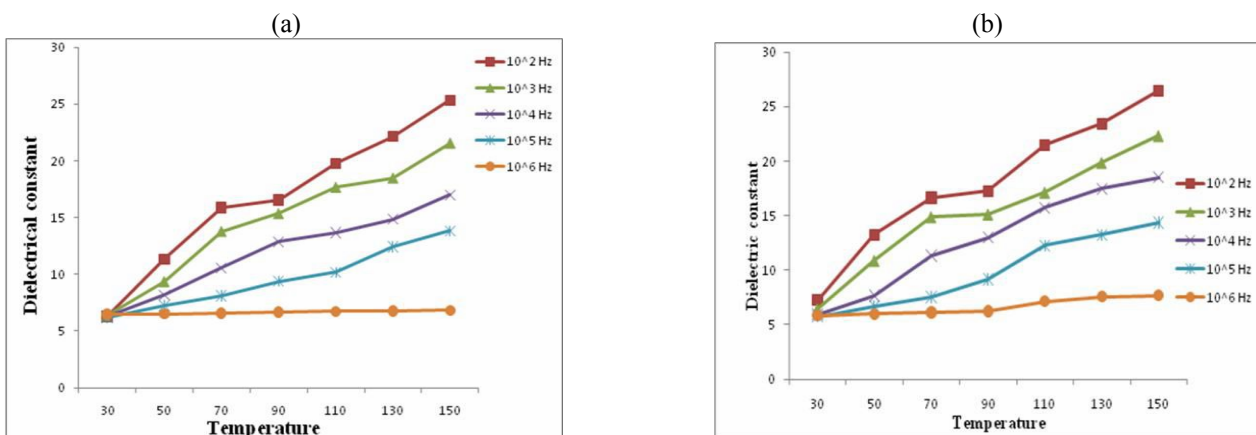 (a)
30
25
20
15
10
5
0
Dielectrical constant
30 50 70 90 110 130 150
Temperature
10^2 Hz
10^3 Hz
10^4 Hz
10^5 Hz
10^6 Hz
(b)
30
25
20
15
10
5
0
Dielectric constant
30 50 70 90 110 130 150
Temperature
10^2 Hz
10^3 Hz
10^4 Hz
10^5 Hz
10^6 Hz